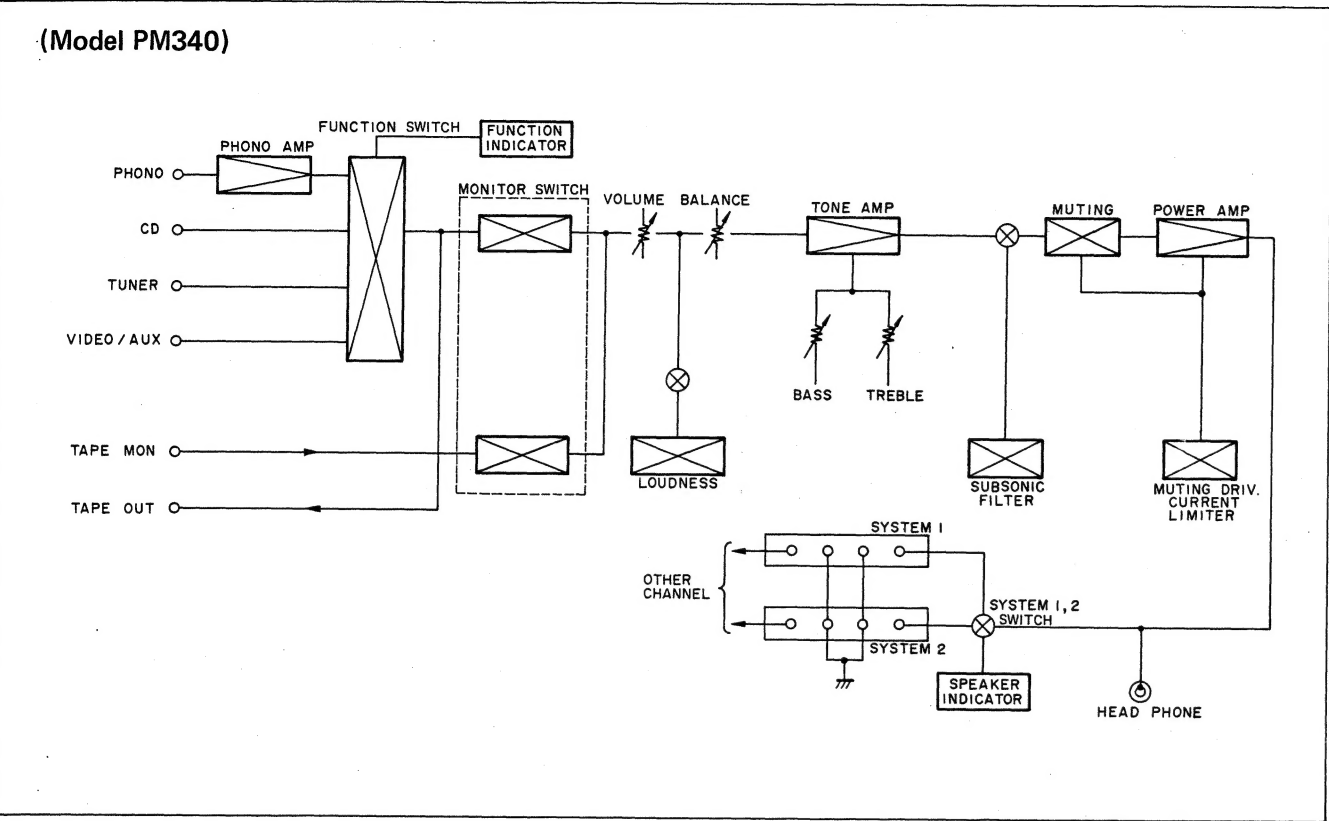 (Model PM340)
FUNCTION SWITCH
FUNCTION
INDICATOR
PHONO AMP
PHONO
MONITOR SWITCH
VOLUME
BALANCE
TONE AMP
MUTING
POWER AMP
CD
TUNER
VIDEO/AUX
BASS
TREBLE
TAPE MON
TAPE OUT
LOUDNESS
SUBSONIC
FILTER
MUTING DRIV.
CURRENT
LIMITER
SYSTEM 1
OTHER
CHANNEL
SYSTEM 1,2
SWITCH
SYSTEM 2
SPEAKER
INDICATOR
HEAD PHONE